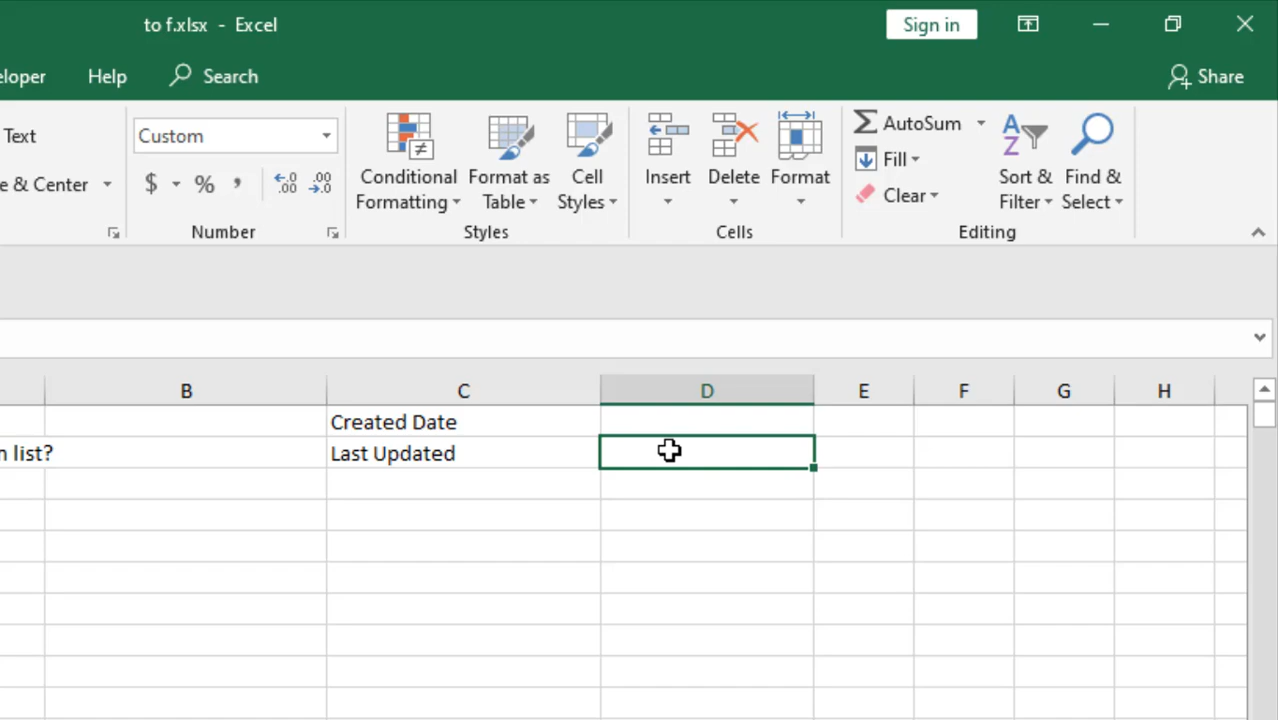 to f.xlsx - Excel
Sign in
eloper Help Search
Share
Text
Custom
e & Center
$ % ,
.00
.00
Number
Conditional Formatting
Format as Table
Cell Styles
Styles
Insert
Delete
Format
Cells
AutoSum
Fill
Clear
Sort & Filter
Find & Select
Editing
B C D E F G H
Created Date
n list? Last Updated